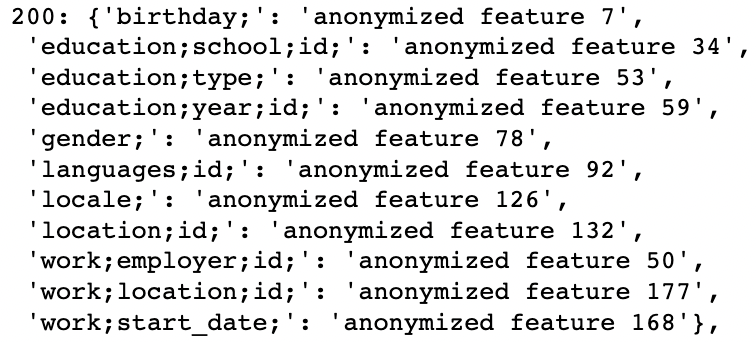 200: {'birthday;': 'anonymized feature 7',
'education;school;id;': 'anonymized feature 34',
'education;type;': 'anonymized feature 53',
'education;year;id;': 'anonymized feature 59',
'gender;': 'anonymized feature 78',
'languages;id;': 'anonymized feature 92',
'locale;': 'anonymized feature 126',
'location;id;': 'anonymized feature 132',
'work;employer;id;': 'anonymized feature 50',
'work;location;id;': 'anonymized feature 177',
'work;start_date;': 'anonymized feature 168'},